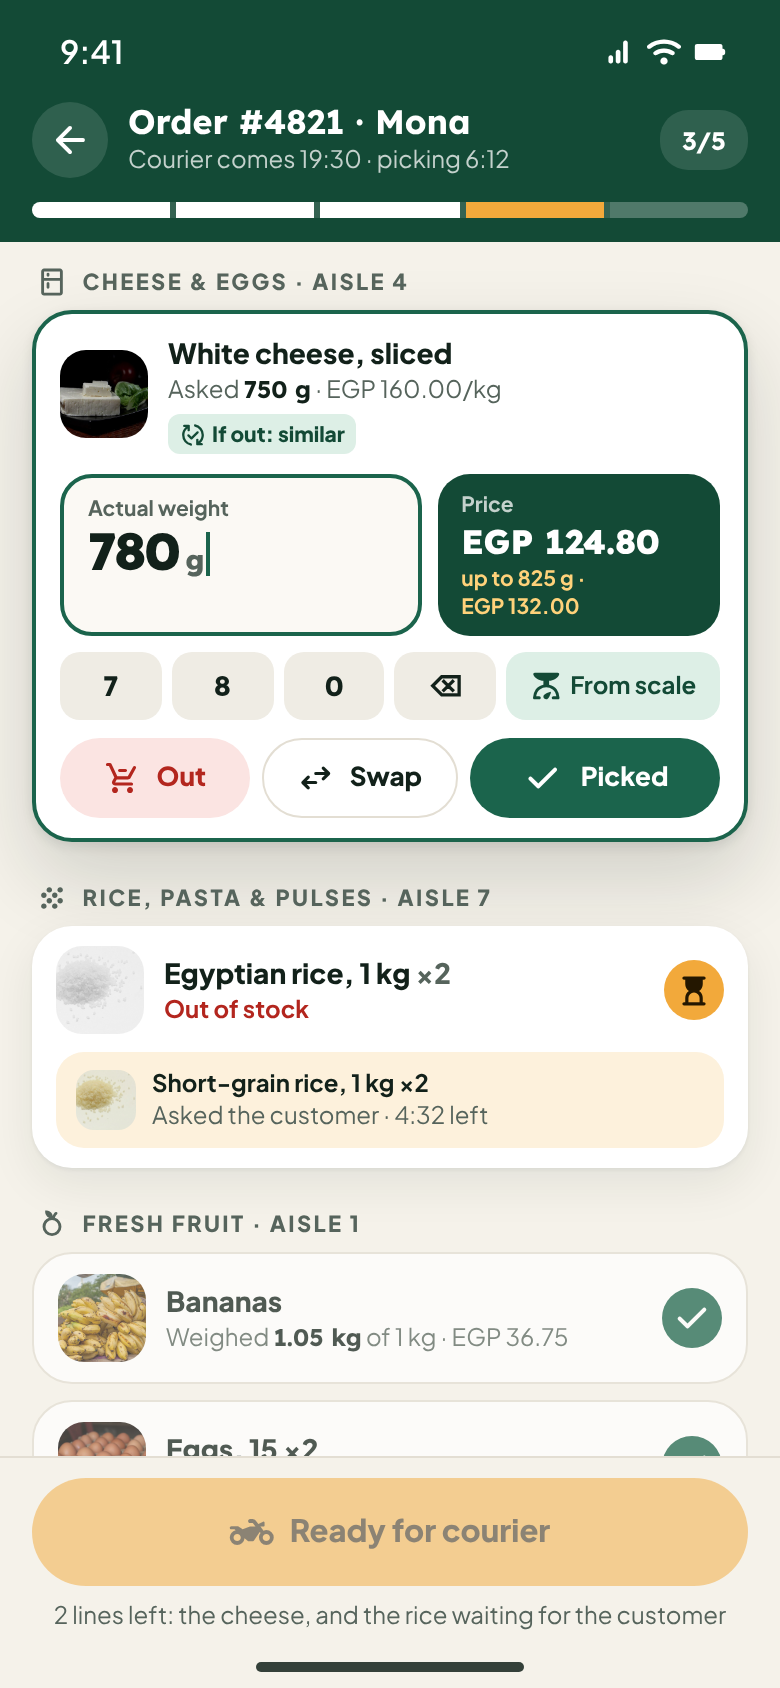 9:41
Order #4821 · Mona
Courier comes 19:30 · picking 6:12
3/5
CHEESE & EGGS · AISLE 4
White cheese, sliced
Asked 750 g · EGP 160.00/kg
If out: similar
Actual weight
780 g
Price
EGP 124.80
up to 825 g ·
EGP 132.00
7
8
0
From scale
Out
Swap
Picked
RICE, PASTA & PULSES · AISLE 7
Egyptian rice, 1 kg ×2
Out of stock
Short-grain rice, 1 kg ×2
Asked the customer · 4:32 left
FRESH FRUIT · AISLE 1
Bananas
Weighed 1.05 kg of 1 kg · EGP 36.75
Eggs, 15 ×2
Ready for courier
2 lines left: the cheese, and the rice waiting for the customer